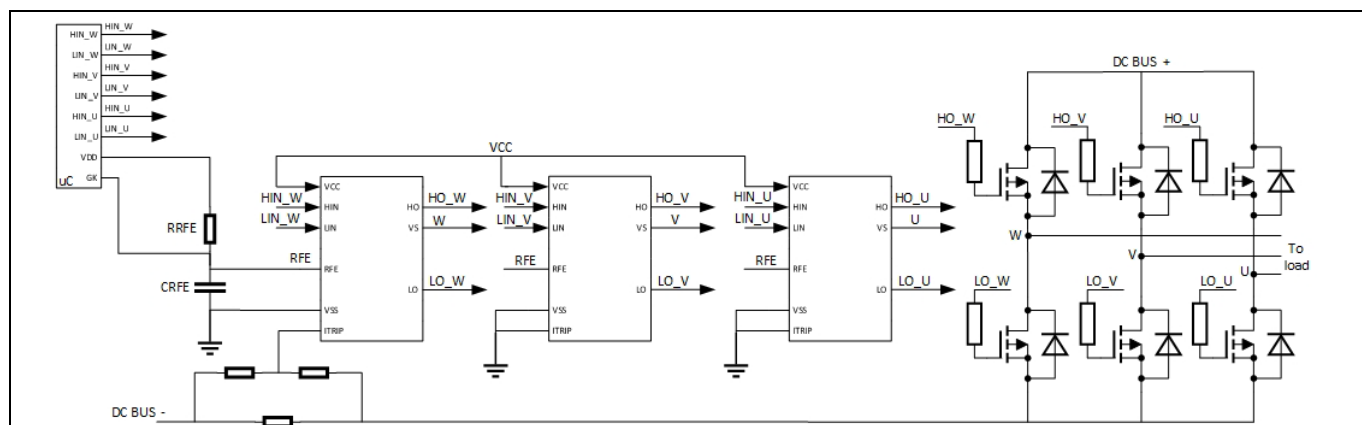 HIN_W
LIN_W
HIN_V
LIN_V
HIN_U
LIN_U
VDD
GK
uC
HIN_W
LIN_W
HIN_V
LIN_V
HIN_U
LIN_U
RRFE
CRFE
VCC
HIN_W
LIN_W
RFE
VCC
HIN
LIN
RFE
VSS
ITRIP
HO
VS
LO
HO_W
W
LO_W
HIN_V
LIN_V
RFE
VCC
HIN
LIN
RFE
VSS
ITRIP
HO
VS
LO
HO_V
V
LO_V
HIN_U
LIN_U
RFE
VCC
HIN
LIN
RFE
VSS
ITRIP
HO
VS
LO
HO_U
U
LO_U
DC BUS +
HO_W
HO_V
HO_U
W
V
U
To
load
LO_W
LO_V
LO_U
DC BUS -